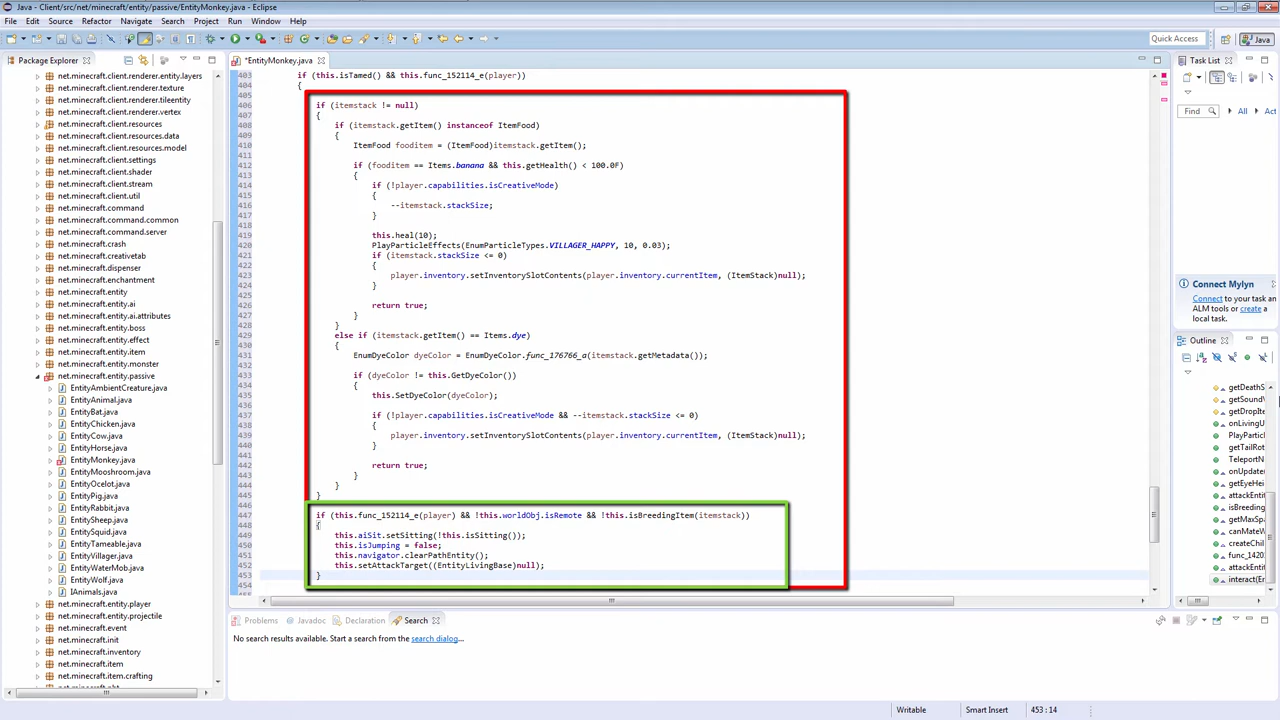 Java - Client/src/net/minecraft/entity/passive/EntityMonkey.java - Eclipse
File Edit Source Refactor Navigate Search Project Run Window Help
Quick Access
Java
Package Explorer
net.minecraft.client.renderer.entity.layers
net.minecraft.client.renderer.texture
net.minecraft.client.renderer.tileentity
net.minecraft.client.renderer.vertex
net.minecraft.client.resources
net.minecraft.client.resources.data
net.minecraft.client.resources.model
net.minecraft.client.settings
net.minecraft.client.shader
net.minecraft.client.stream
net.minecraft.client.util
net.minecraft.command
net.minecraft.command.common
net.minecraft.command.server
net.minecraft.crash
net.minecraft.creativetab
net.minecraft.dispenser
net.minecraft.enchantment
net.minecraft.entity
net.minecraft.entity.ai
net.minecraft.entity.ai.attributes
net.minecraft.entity.boss
net.minecraft.entity.effect
net.minecraft.entity.item
net.minecraft.entity.monster
net.minecraft.entity.passive
EntityAmbientCreature.java
EntityAnimal.java
EntityBat.java
EntityChicken.java
EntityCow.java
EntityHorse.java
EntityMonkey.java
EntityMooshroom.java
EntityOcelot.java
EntityPig.java
EntityRabbit.java
EntitySheep.java
EntitySquid.java
EntityTameable.java
EntityVillager.java
EntityWaterMob.java
EntityWolf.java
IAnimals.java
net.minecraft.entity.player
net.minecraft.entity.projectile
net.minecraft.event
net.minecraft.init
net.minecraft.inventory
net.minecraft.item
net.minecraft.item.crafting
*EntityMonkey.java
403 if (this.isTamed() && this.func_152114_e(player))
404 {
405
406 if (itemstack != null)
407 {
408 if (itemstack.getItem() instanceof ItemFood)
409 {
410 ItemFood fooditem = (ItemFood)itemstack.getItem();
411
412 if (fooditem == Items.banana && this.getHealth() < 100.0F)
413 {
414 if (!player.capabilities.isCreativeMode)
415 {
416 --itemstack.stackSize;
417 }
418
419 this.heal(10);
420 PlayParticleEffects(EnumParticleTypes.VILLAGER_HAPPY, 10, 0.03);
421 if (itemstack.stackSize <= 0)
422 {
423 player.inventory.setInventorySlotContents(player.inventory.currentItem, (ItemStack)null);
424 }
425
426 return true;
427 }
428 }
429 else if (itemstack.getItem() == Items.dye)
430 {
431 EnumDyeColor dyeColor = EnumDyeColor.func_176766_a(itemstack.getMetadata());
432
433 if (dyeColor != this.GetDyeColor())
434 {
435 this.SetDyeColor(dyeColor);
436
437 if (!player.capabilities.isCreativeMode && --itemstack.stackSize <= 0)
438 {
439 player.inventory.setInventorySlotContents(player.inventory.currentItem, (ItemStack)null);
440 }
441
442 return true;
443 }
444 }
445 }
446
447 if (this.func_152114_e(player) && !this.worldObj.isRemote && !this.isBreedingItem(itemstack))
448 {
449 this.aiSit.setSitting(!this.isSitting());
450 this.isJumping = false;
451 this.navigator.clearPathEntity();
452 this.setAttackTarget((EntityLivingBase)null);
453 }
454
Problems Javadoc Declaration Search
No search results available. Start a search from the search dialog...
Task List
Find All Act
Connect Mylyn
Connect to your task an
ALM tools or create a
local task.
Outline
getDeathS
getSoundV
getDropIte
onLivingU
PlayPartic
getTailRot
TeleportN
onUpdate
getEyeHei
attackEntit
isBreeding
getMaxSp
canMateW
createChi
func_1420
interact(En
Writable Smart Insert 453 : 14